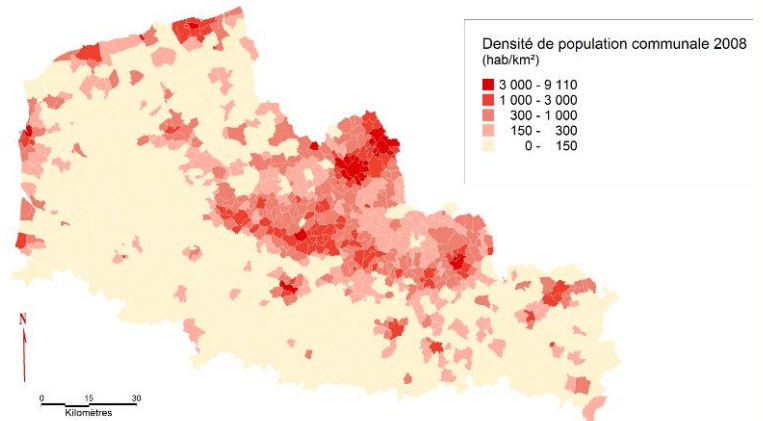 Densité de population communale 2008
(hab/km²)
3 000 - 9 110
1 000 - 3 000
300 - 1 000
150 - 300
0 - 150
N
0 15 30
Kilomètres